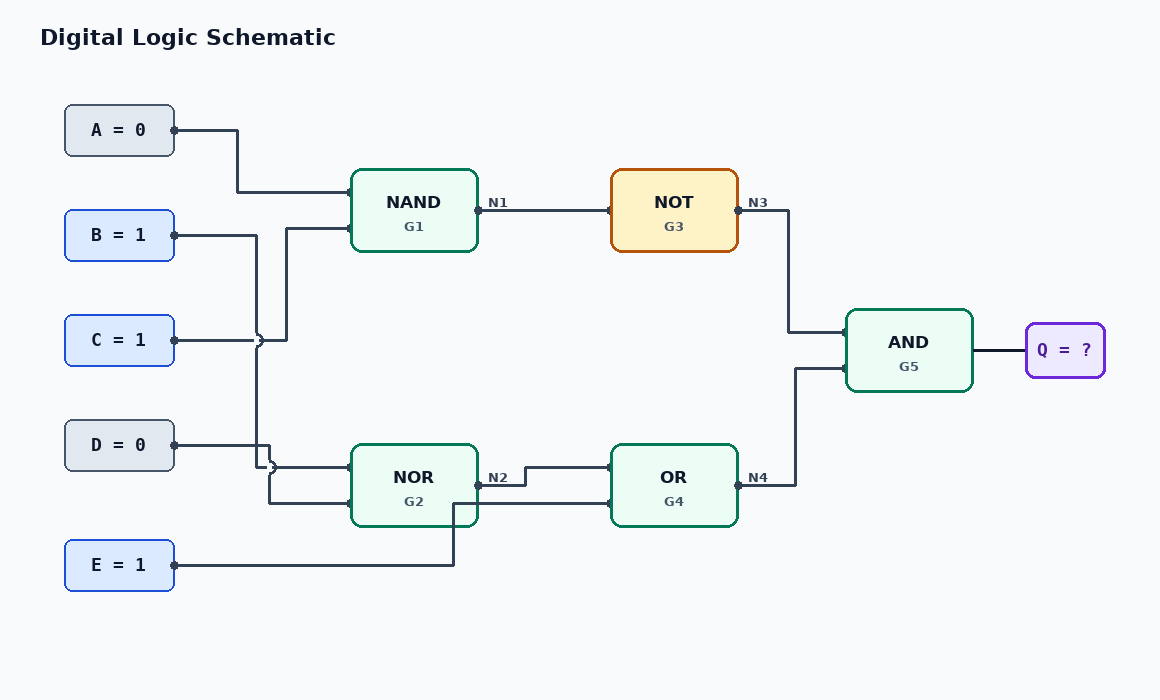 Digital Logic Schematic
A = 0
B = 1
C = 1
D = 0
E = 1
NAND
G1
N1
NOR
G2
N2
NOT
G3
N3
OR
G4
N4
AND
G5
Q = ?